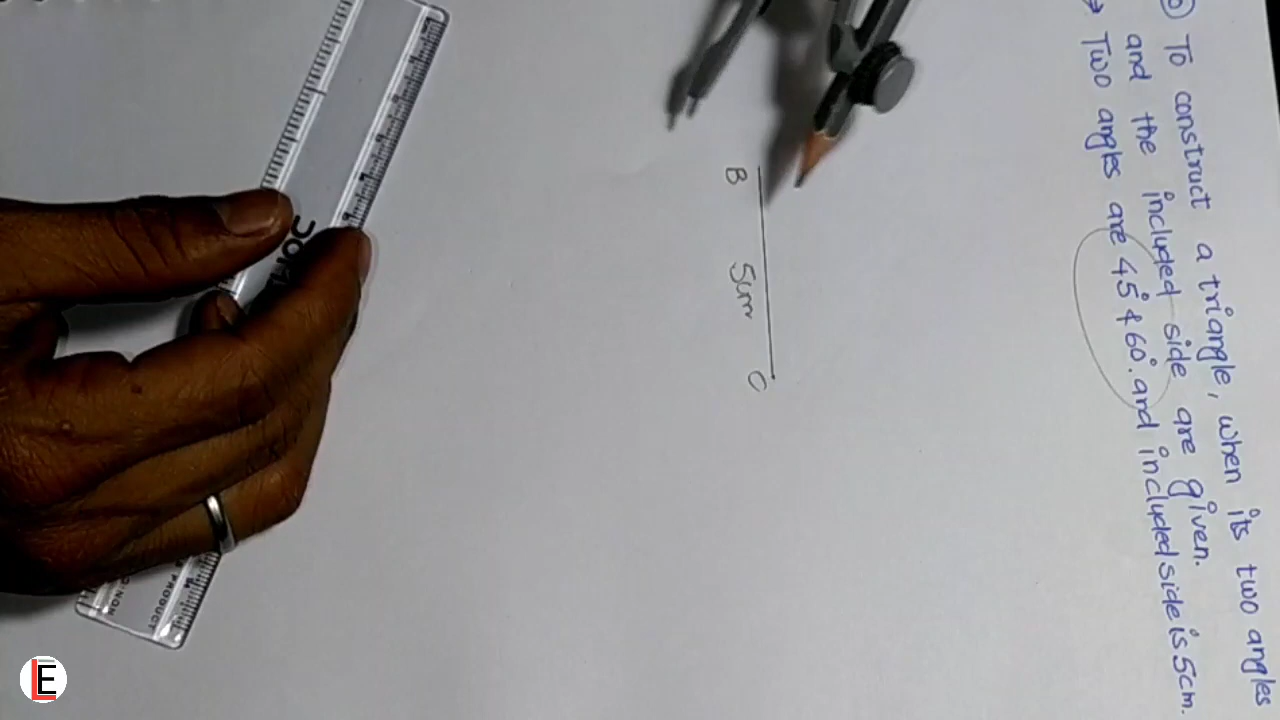 To construct a triangle, when its two angles
and the included side are given.
→ Two angles are 45° & 60°. and included side is 5cm.
B
5cm
C
E